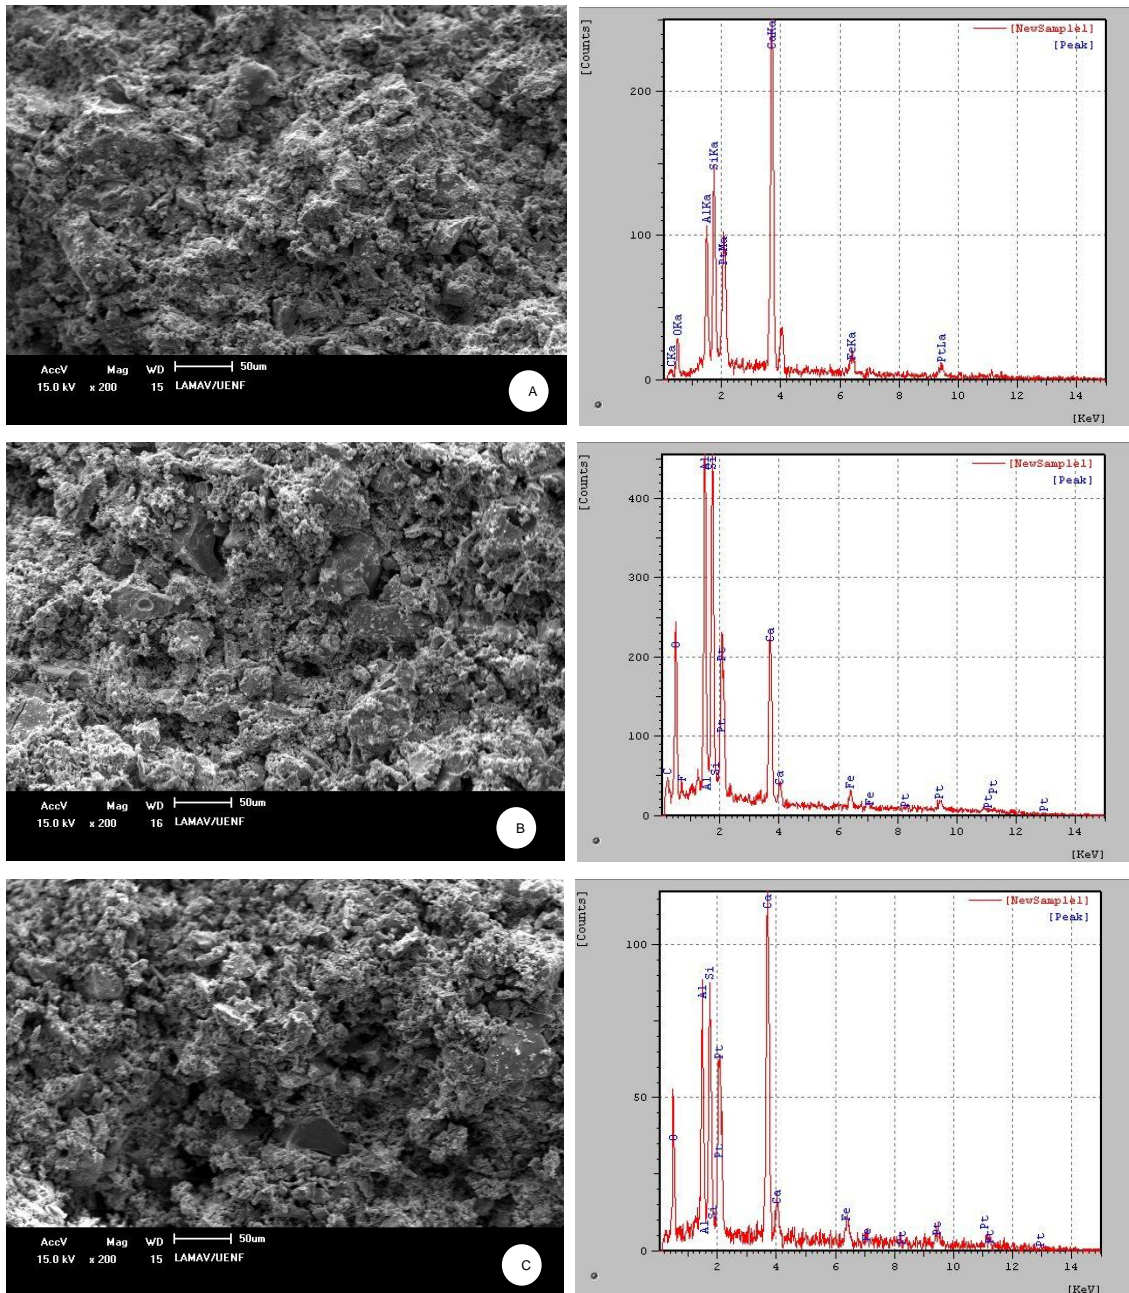 [NewSample1]
[Peak]
[Counts]
200
100
0
CKa
OKa
AlKa
SiKa
PtMa
CaKa
FeKa
PtLa
2 4 6 8 10 12 14
[KeV]
AccV Mag WD 50um
15.0 kV x 200 15 LAMAV/UENF
A
[NewSample1]
[Peak]
[Counts]
400
300
200
100
0
C
O
F
Al
Si
Al
Si
Pt
Pt
Ca
Ca
Fe
Fe
Pt
Pt
Pt
Pt
Pt
2 4 6 8 10 12 14
[KeV]
AccV Mag WD 50um
15.0 kV x 200 16 LAMAV/UENF
B
[NewSample1]
[Peak]
[Counts]
100
50
0
O
Al
Si
Al
Si
Pt
Pt
Ca
Ca
Fe
Fe
Pt
Pt
Pt
Pt
Pt
2 4 6 8 10 12 14
[KeV]
AccV Mag WD 50um
15.0 kV x 200 15 LAMAV/UENF
C